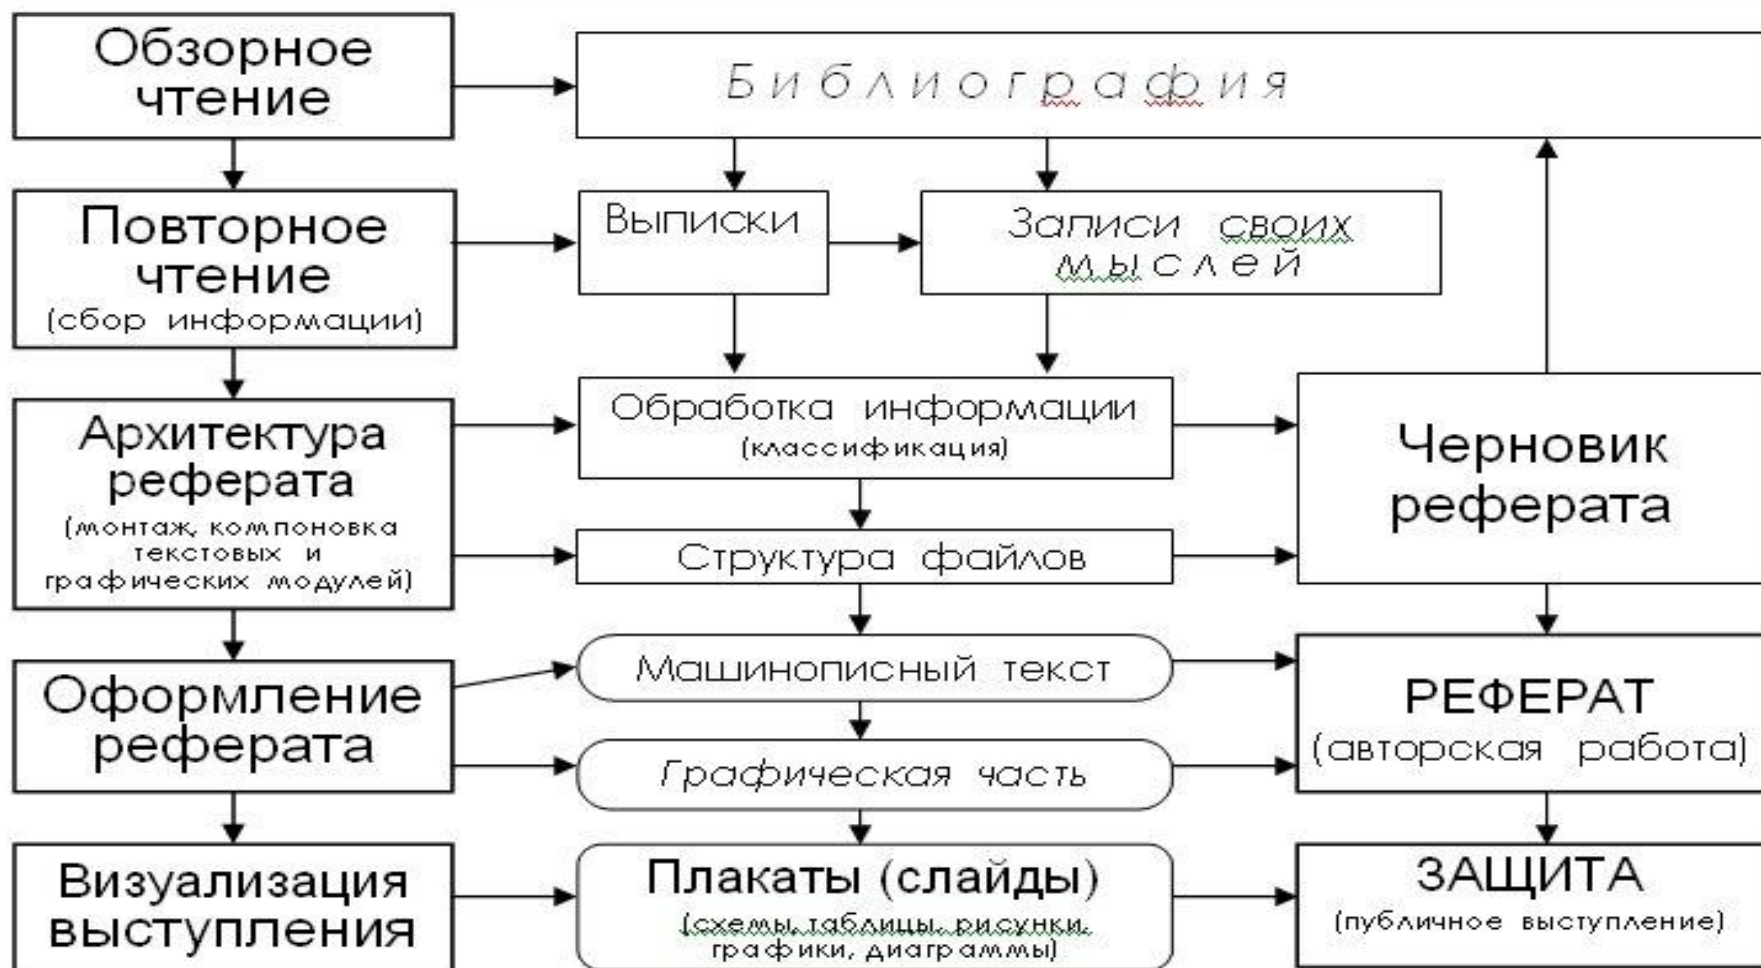 Обзорное
чтение
Библиография
Повторное
чтение
(сбор информации)
Выписки
Записи своих
мыслей
Архитектура
реферата
(монтаж, компоновка
текстовых и
графических модулей)
Обработка информации
(классификация)
Структура файлов
Черновик
реферата
Оформление
реферата
Машинописный текст
Графическая часть
РЕФЕРАТ
(авторская работа)
Визуализация
выступления
Плакаты (слайды)
(схемы, таблицы, рисунки,
графики, диаграммы)
ЗАЩИТА
(публичное выступление)